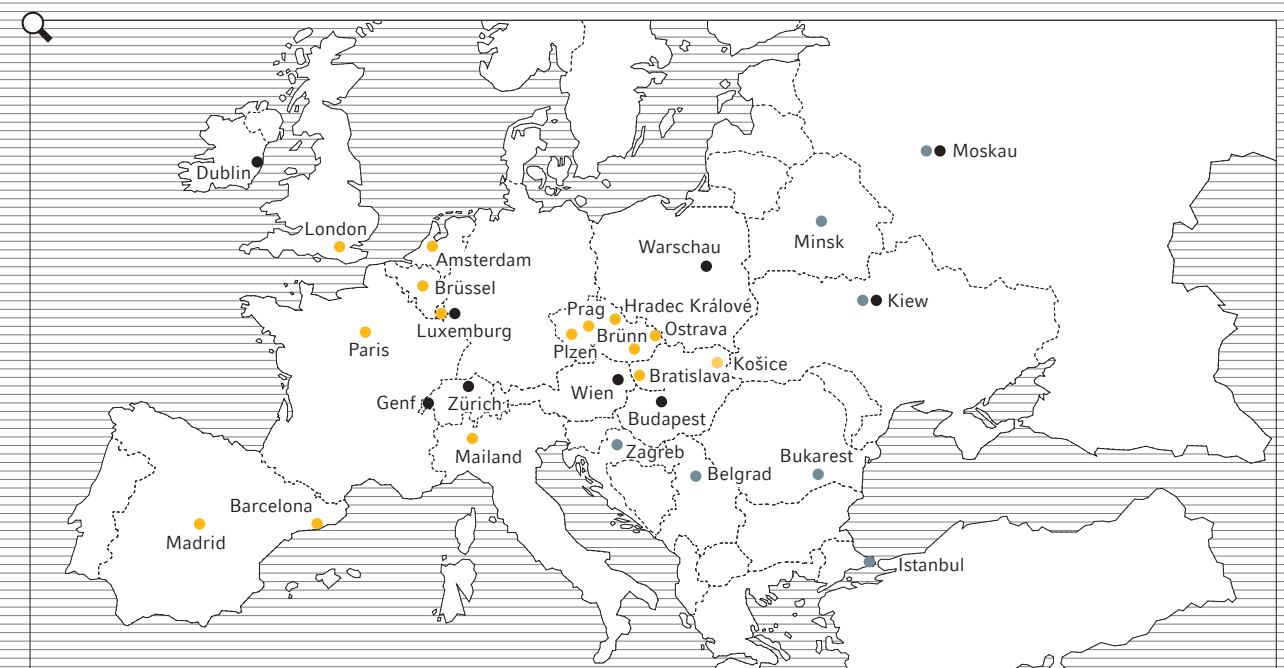 Moskau
Dublin
London
Minsk
Warschau
Amsterdam
Brüssel
Kiew
Hradec Králové
Prag
Luxemburg
Ostrava
Brünn
Paris
Plzeň
Košice
Bratislava
Wien
Genf
Zürich
Budapest
Zagreb
Mailand
Bukarest
Belgrad
Barcelona
Madrid
Istanbul